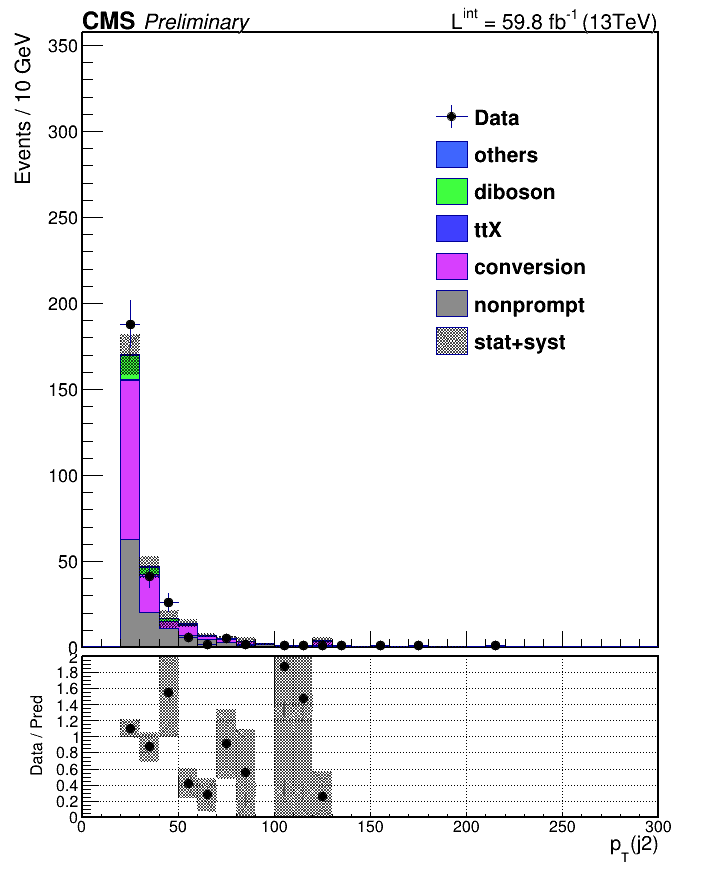 CMS Preliminary L^int = 59.8 fb^-1 (13TeV)
Events / 10 GeV
350
300
250
200
150
100
50
0
Data
others
diboson
ttX
conversion
nonprompt
stat+syst
Data / Pred
2
1.8
1.6
1.4
1.2
1
0.8
0.6
0.4
0.2
0
0 50 100 150 200 250 300
p_T(j2)